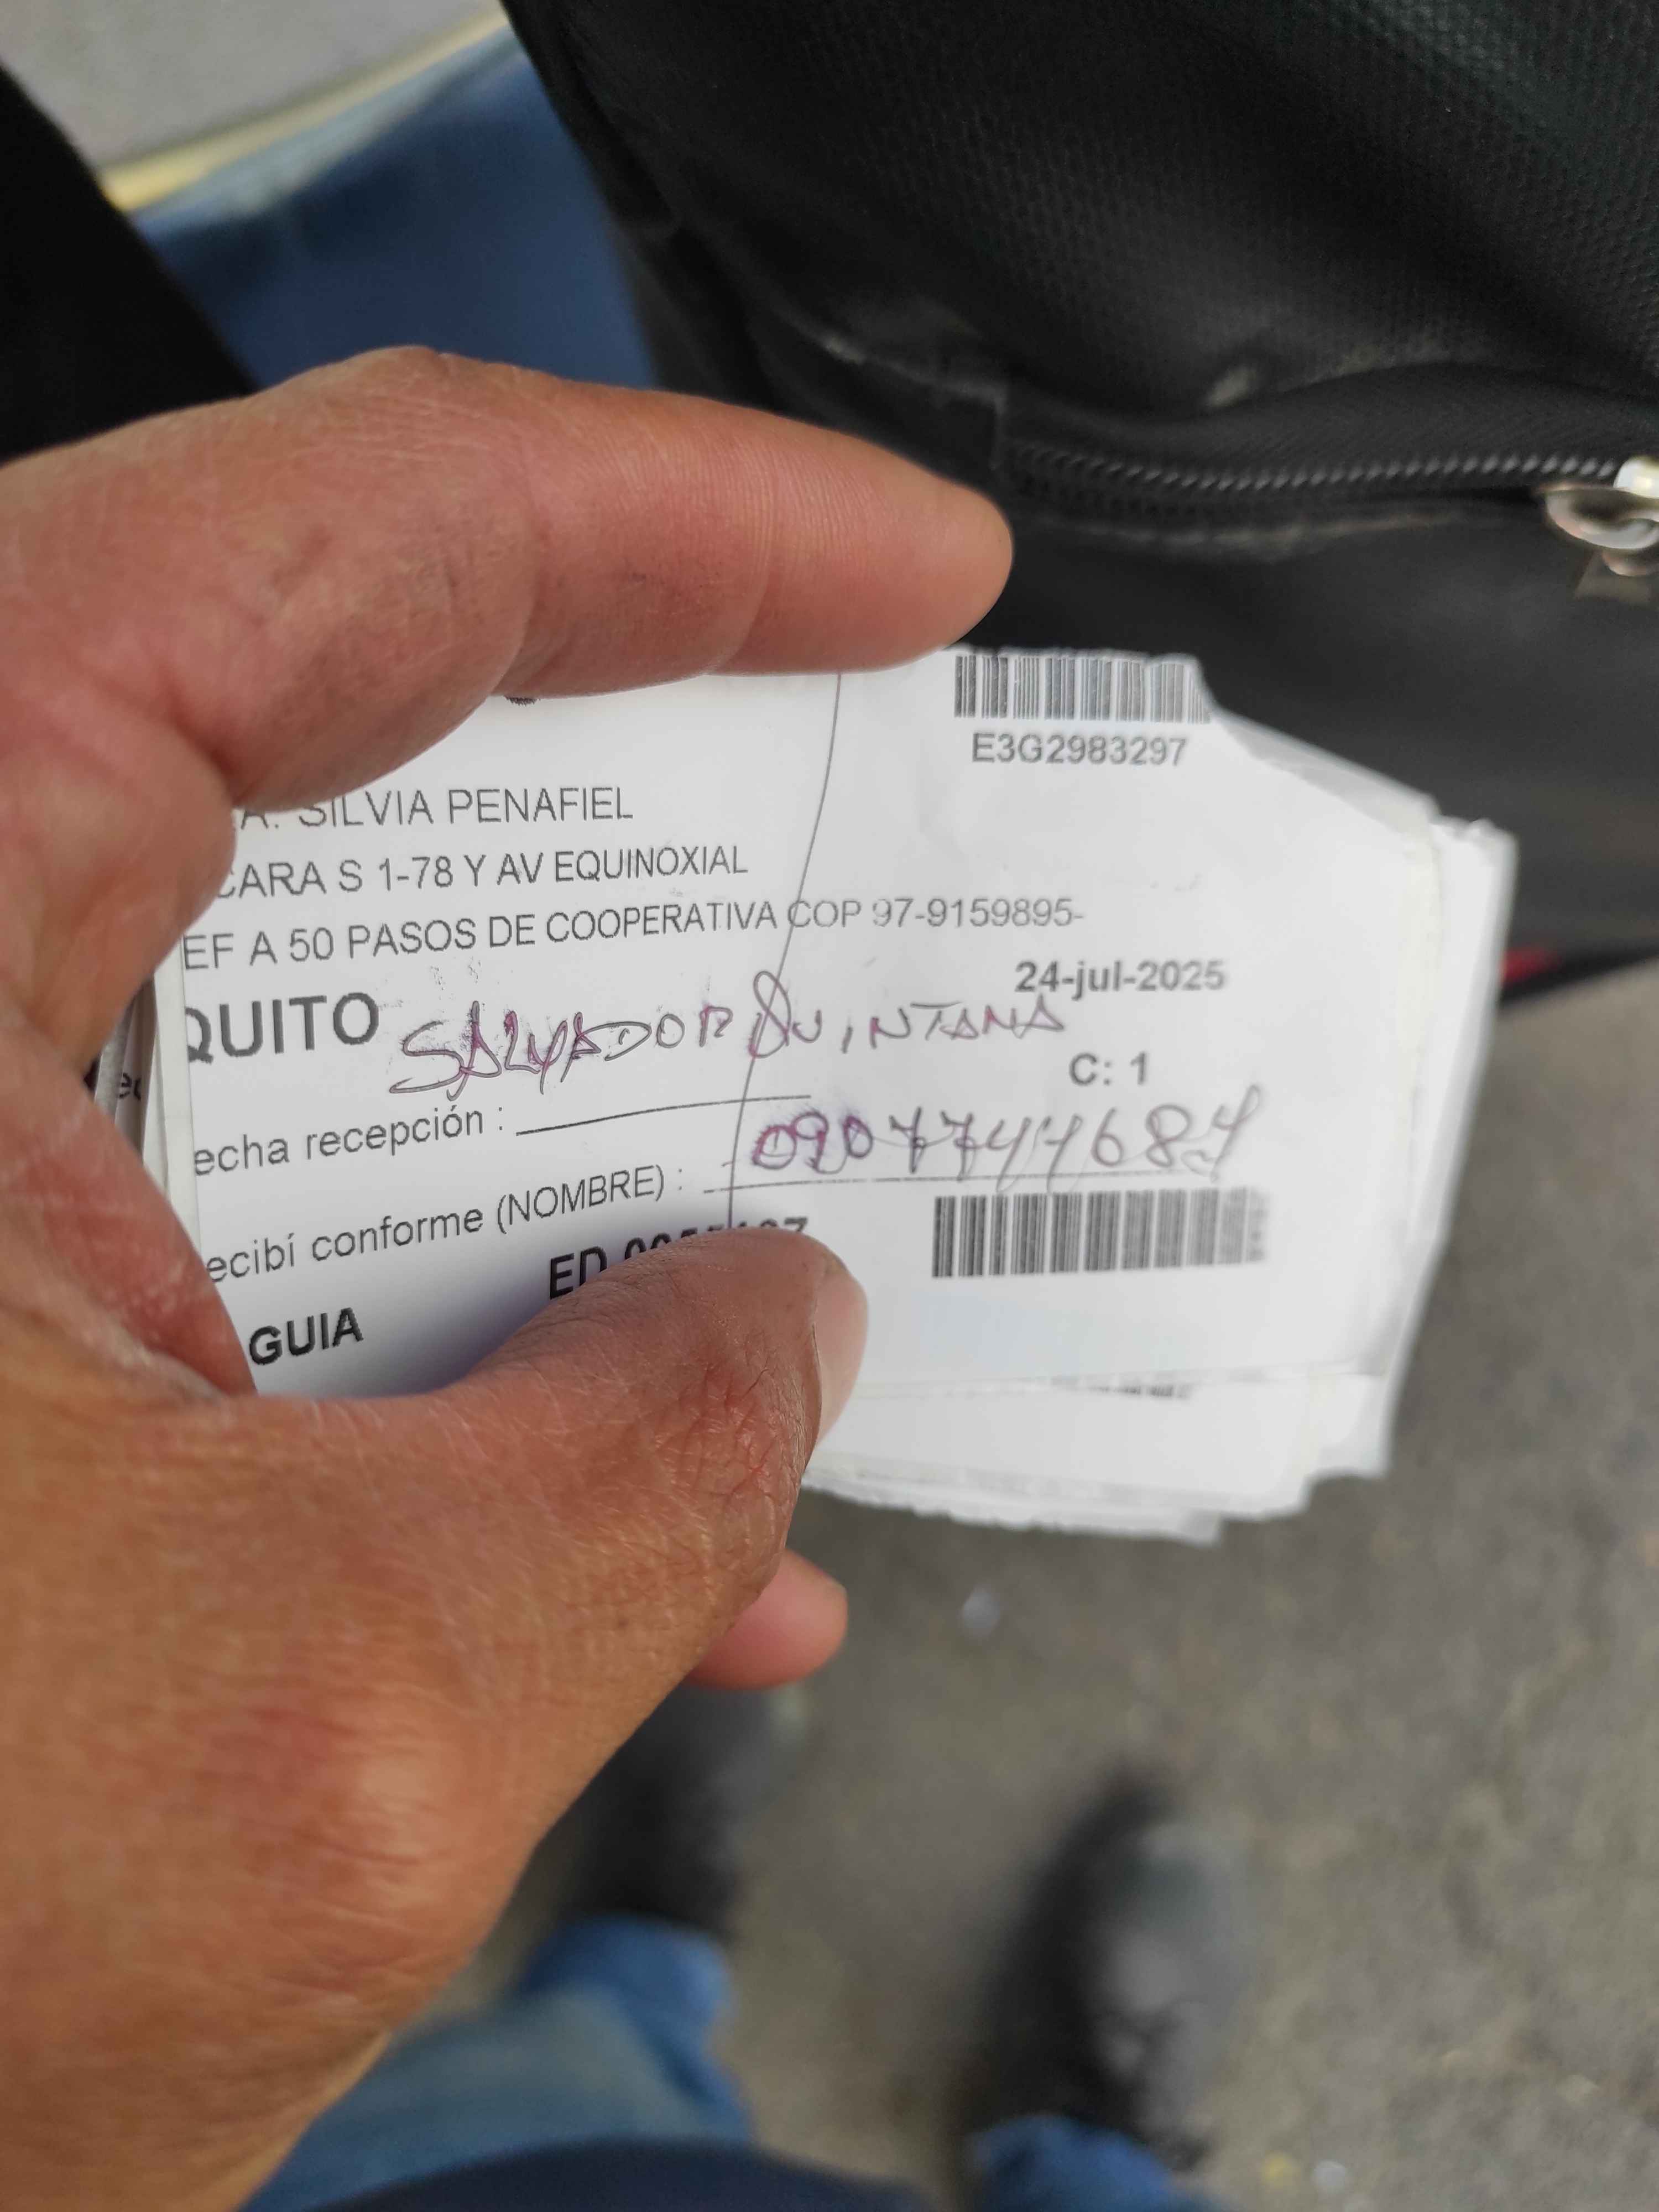 E3G2983297
A. SILVIA PENAFIEL
CARA S 1-78 Y AV EQUINOXIAL
EF A 50 PASOS DE COOPERATIVA COP 97-9159895-
24-jul-2025
QUITO SALVADOR QUINTANA
C: 1
echa recepción :
ecibí conforme (NOMBRE) :
ED
GUIA